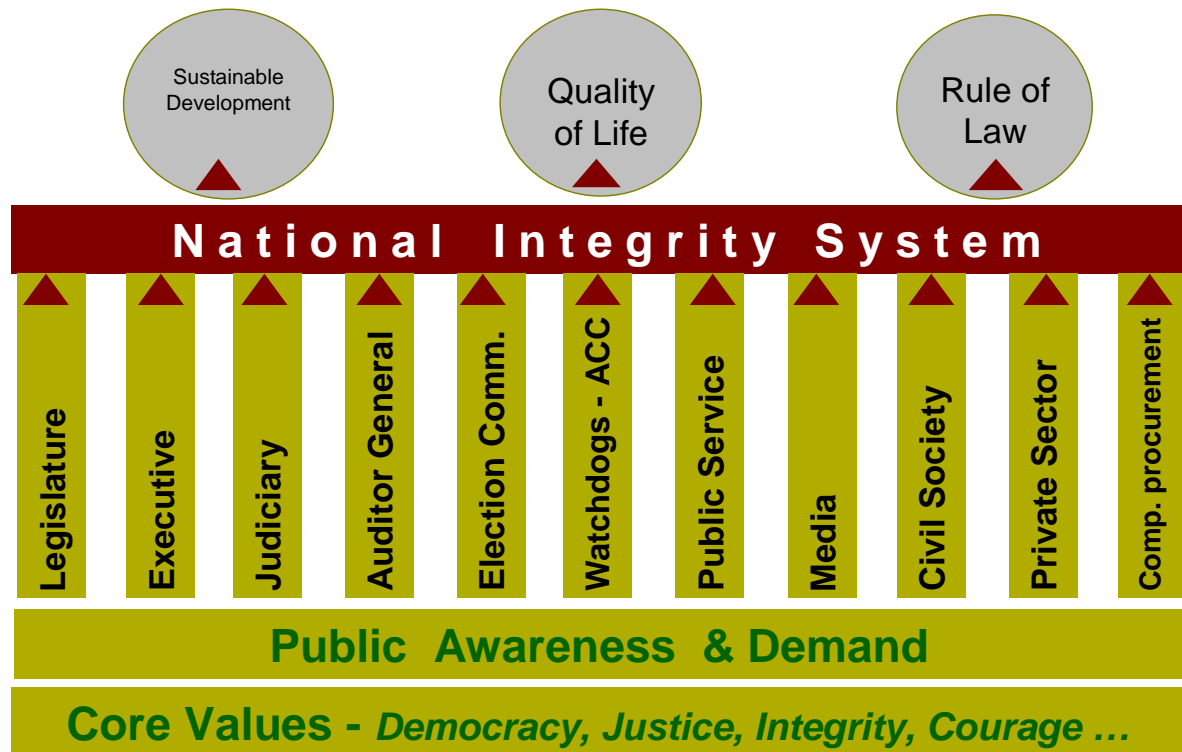 Sustainable
Development
Quality
of Life
Rule of
Law
National Integrity System
Legislature
Executive
Judiciary
Auditor General
Election Comm.
Watchdogs - ACC
Public Service
Media
Civil Society
Private Sector
Comp. procurement
Public Awareness & Demand
Core Values - Democracy, Justice, Integrity, Courage …